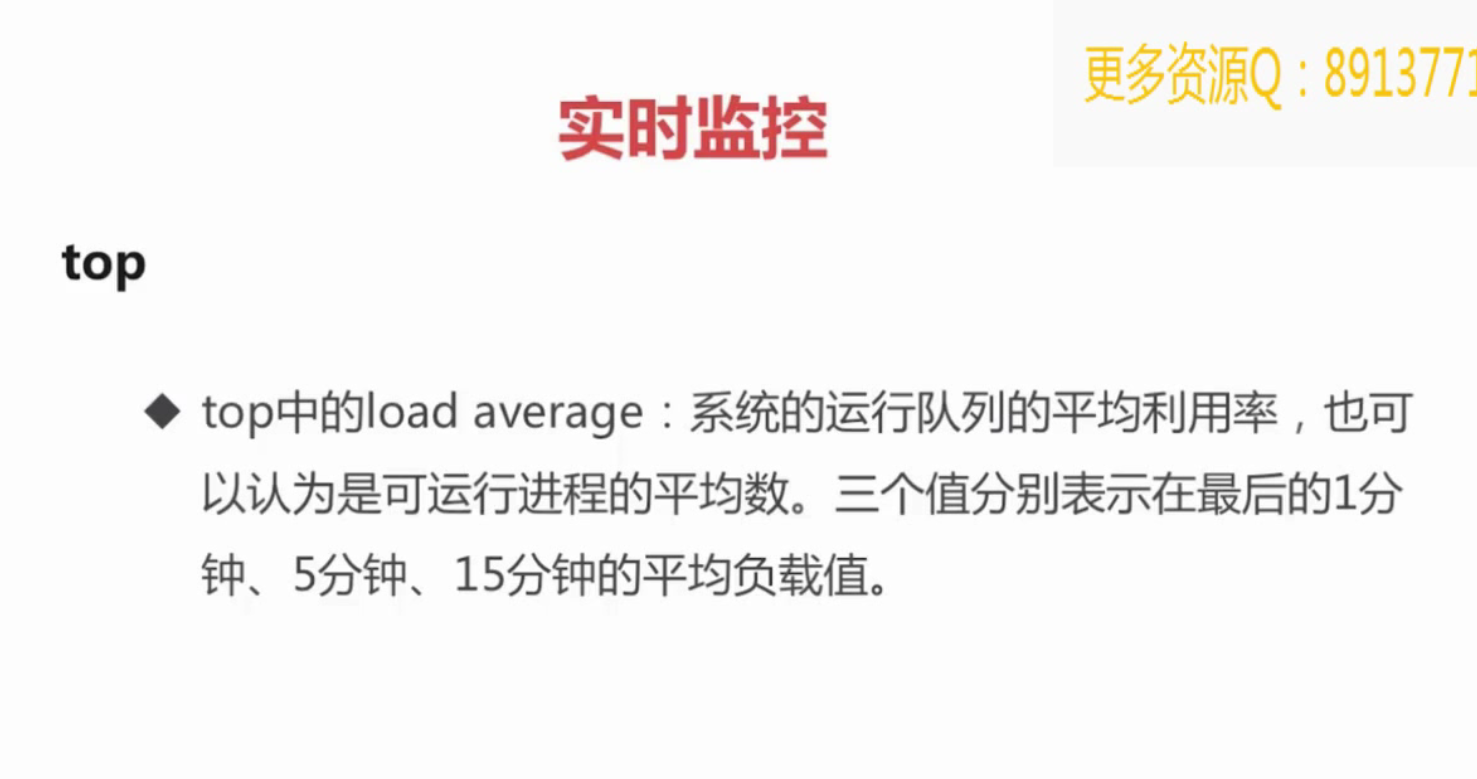 更多资源Q：8913771
实时监控
top
◆ top中的load average：系统的运行队列的平均利用率，也可
以认为是可运行进程的平均数。三个值分别表示在最后的1分
钟、5分钟、15分钟的平均负载值。